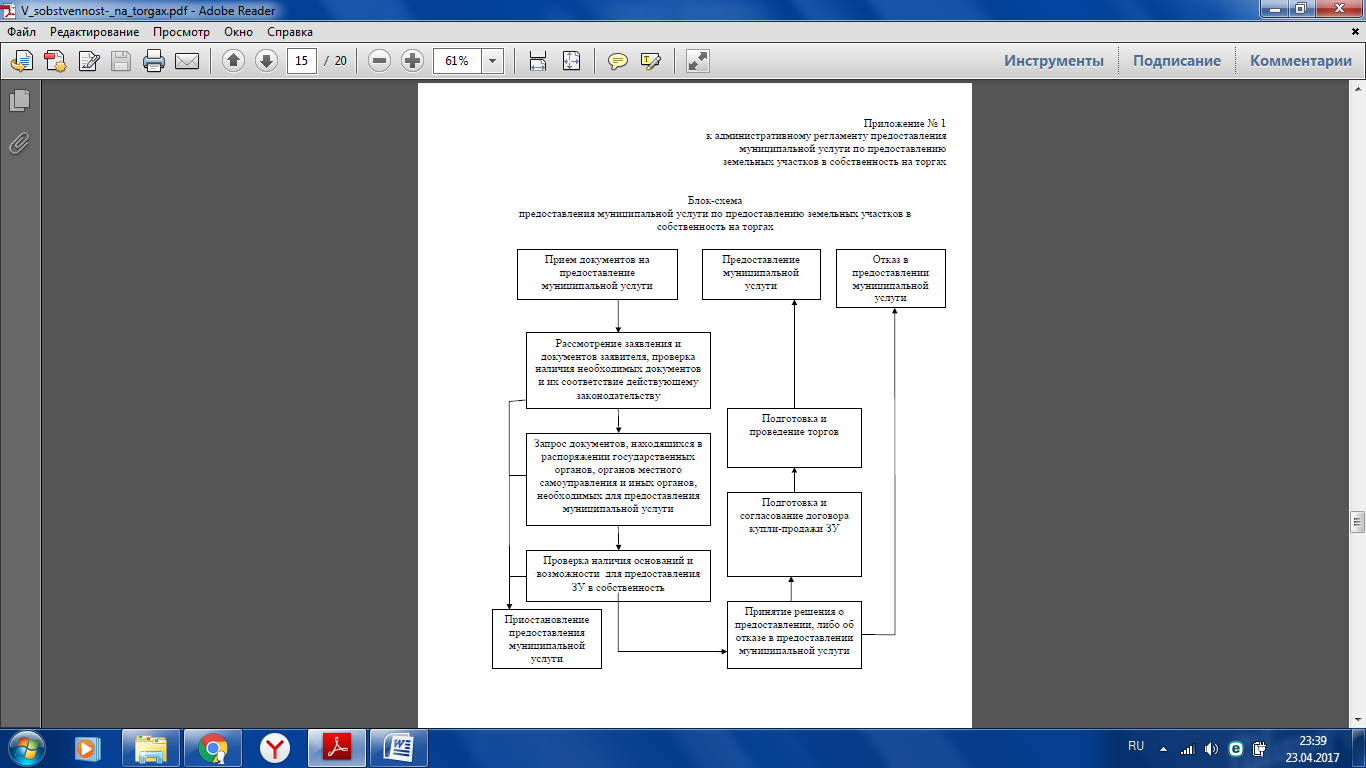 V_sobstvennost-_na_torgax.pdf - Adobe Reader
Файл Редактирование Просмотр Окно Справка
15 / 20 61% Инструменты Подписание Комментарии
Приложение № 1
к административному регламенту предоставления
муниципальной услуги по предоставлению
земельных участков в собственность на торгах
Блок-схема
предоставления муниципальной услуги по предоставлению земельных участков в
собственность на торгах
Прием документов на
предоставление
муниципальной услуги
Предоставление
муниципальной
услуги
Отказ в
предоставлении
муниципальной
услуги
Рассмотрение заявления и
документов заявителя, проверка
наличия необходимых документов
и их соответствие действующему
законодательству
Запрос документов, находящихся в
распоряжении государственных
органов, органов местного
самоуправления и иных органов,
необходимых для предоставления
муниципальной услуги
Проверка наличия оснований и
возможности для предоставления
ЗУ в собственность
Приостановление
предоставления
муниципальной
услуги
Подготовка и
проведение торгов
Подготовка и
согласование договора
купли-продажи ЗУ
Принятие решения о
предоставлении, либо об
отказе в предоставлении
муниципальной услуги
RU
23:39
23.04.2017